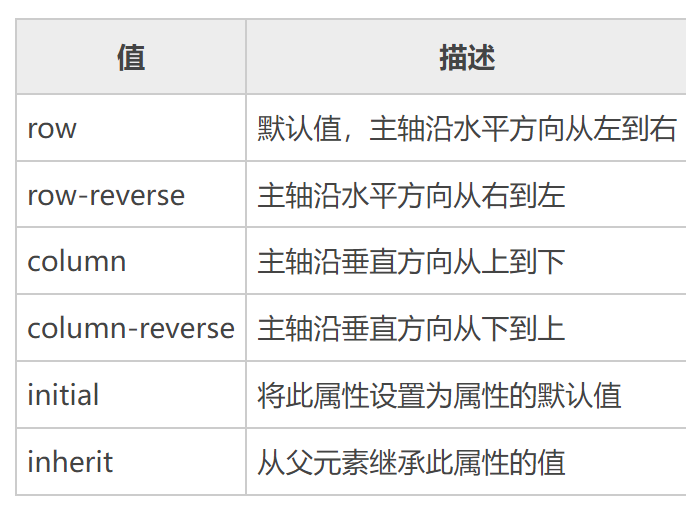 值 描述
row 默认值，主轴沿水平方向从左到右
row-reverse 主轴沿水平方向从右到左
column 主轴沿垂直方向从上到下
column-reverse 主轴沿垂直方向从下到上
initial 将此属性设置为属性的默认值
inherit 从父元素继承此属性的值